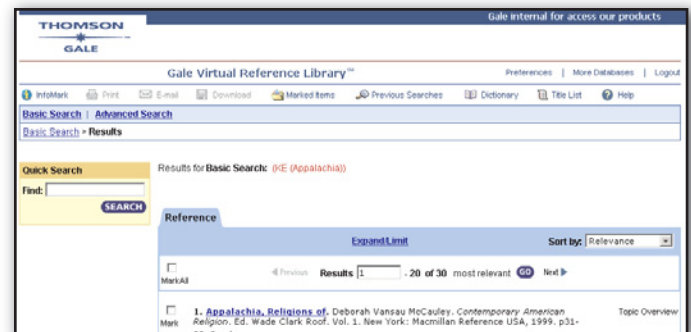 Gale internal for access our products
THOMSON
GALE
Gale Virtual Reference Library™
Preferences | More Databases | Logout
InfoMark Print E-mail Download Marked Items Previous Searches Dictionary Title List Help
Basic Search | Advanced Search
Basic Search > Results
Quick Search
Find:
SEARCH
Results for Basic Search: (KE (Appalachia))
Reference
Expand/Limit
Sort by: Relevance
Mark All
Previous Results 1 - 20 of 30 most relevant GO Next
Mark
1. Appalachia, Religions of. Deborah Vansau McCauley. Contemporary American
Religion. Ed. Wade Clark Roof. Vol. 1. New York: Macmillan Reference USA, 1999. p31-
Topic Overview